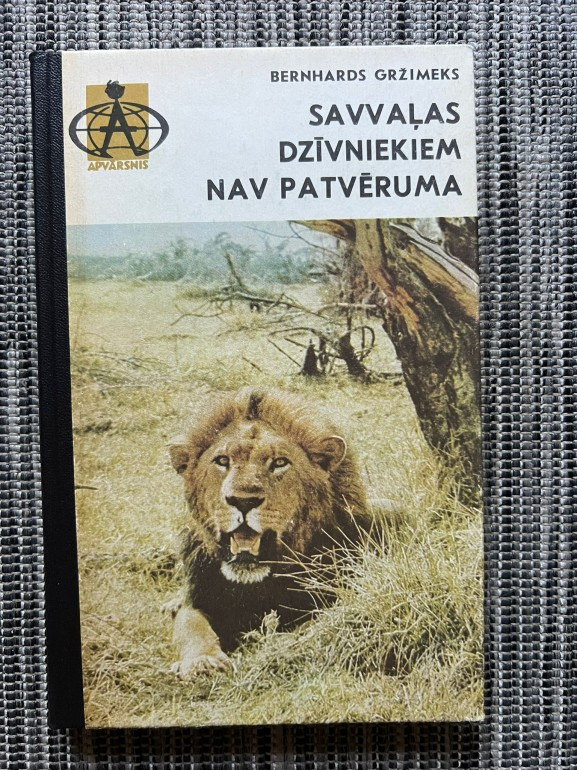 BERNHARDS GRŽIMEKS
SAVVAĻAS
DZĪVNIEKIEM
NAV PATVĒRUMA
A
APVĀRSNIS